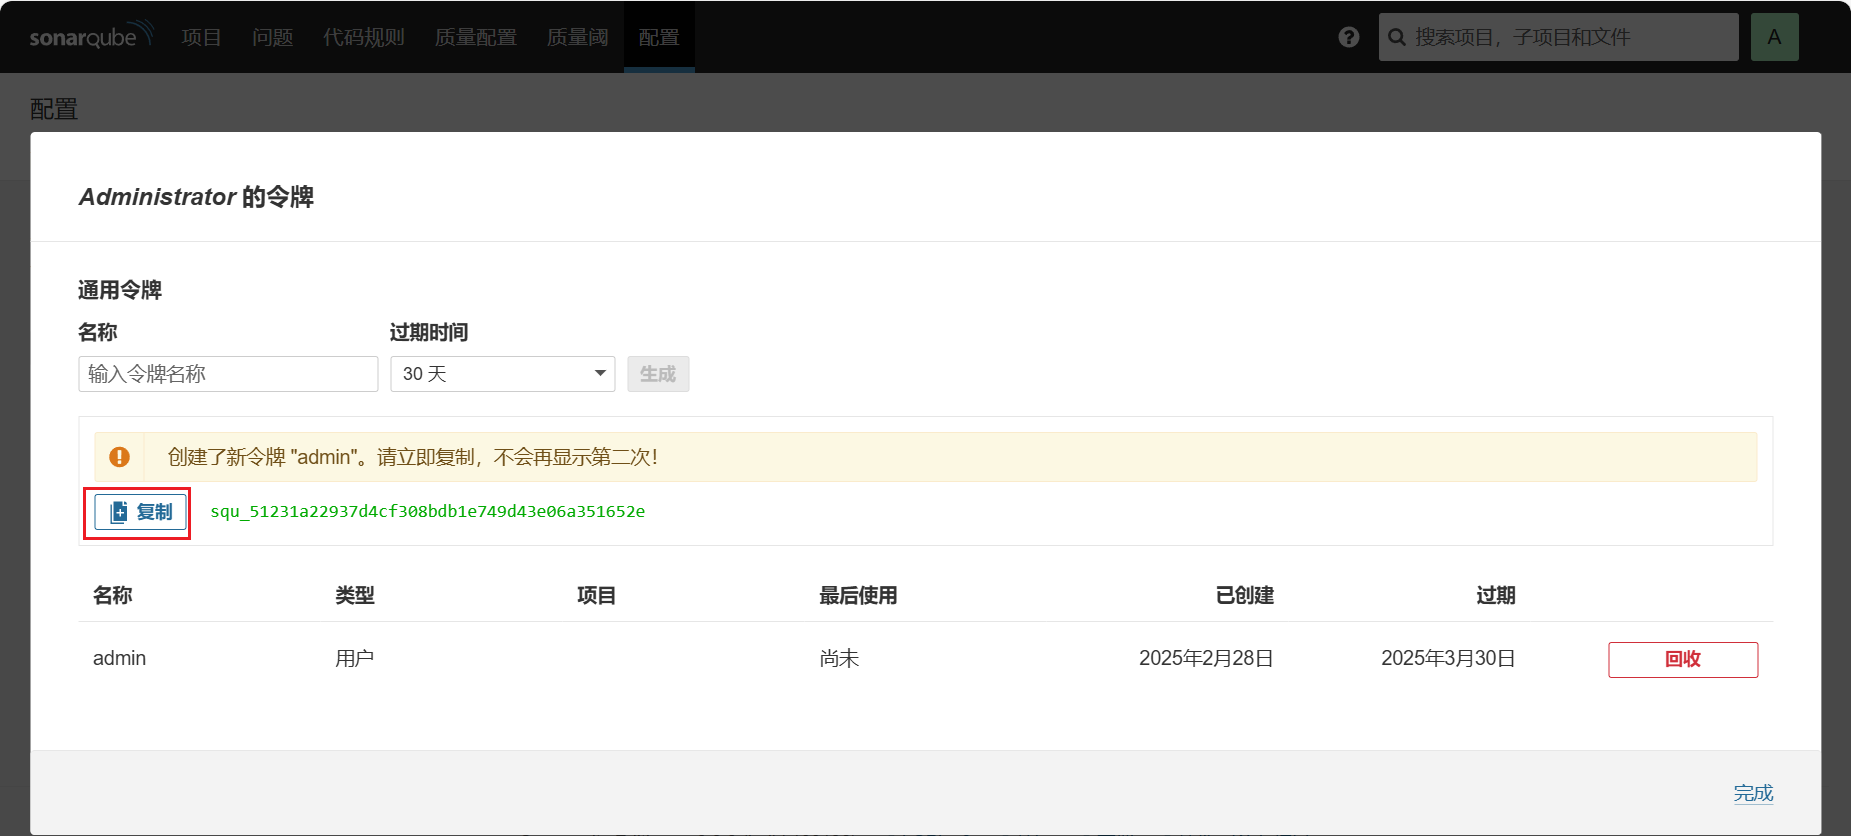 sonarqube 项目 问题 代码规则 质量配置 质量阈 配置 ? 搜索项目，子项目和文件 A
配置
Administrator 的令牌
通用令牌
名称 过期时间
输入令牌名称 30 天 生成
创建了新令牌 "admin"。请立即复制，不会再显示第二次！
复制 squ_51231a22937d4cf308bdb1e749d43e06a351652e
名称 类型 项目 最后使用 已创建 过期
admin 用户 尚未 2025年2月28日 2025年3月30日 回收
完成